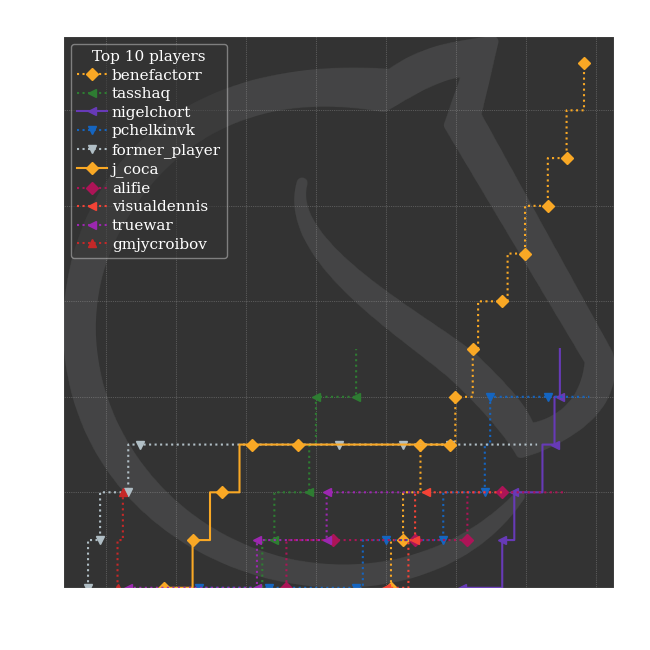 Top 10 players
benefactorr
tasshaq
nigelchort
pchelkinvk
former_player
j_coca
alifie
visualdennis
truewar
gmjycroibov